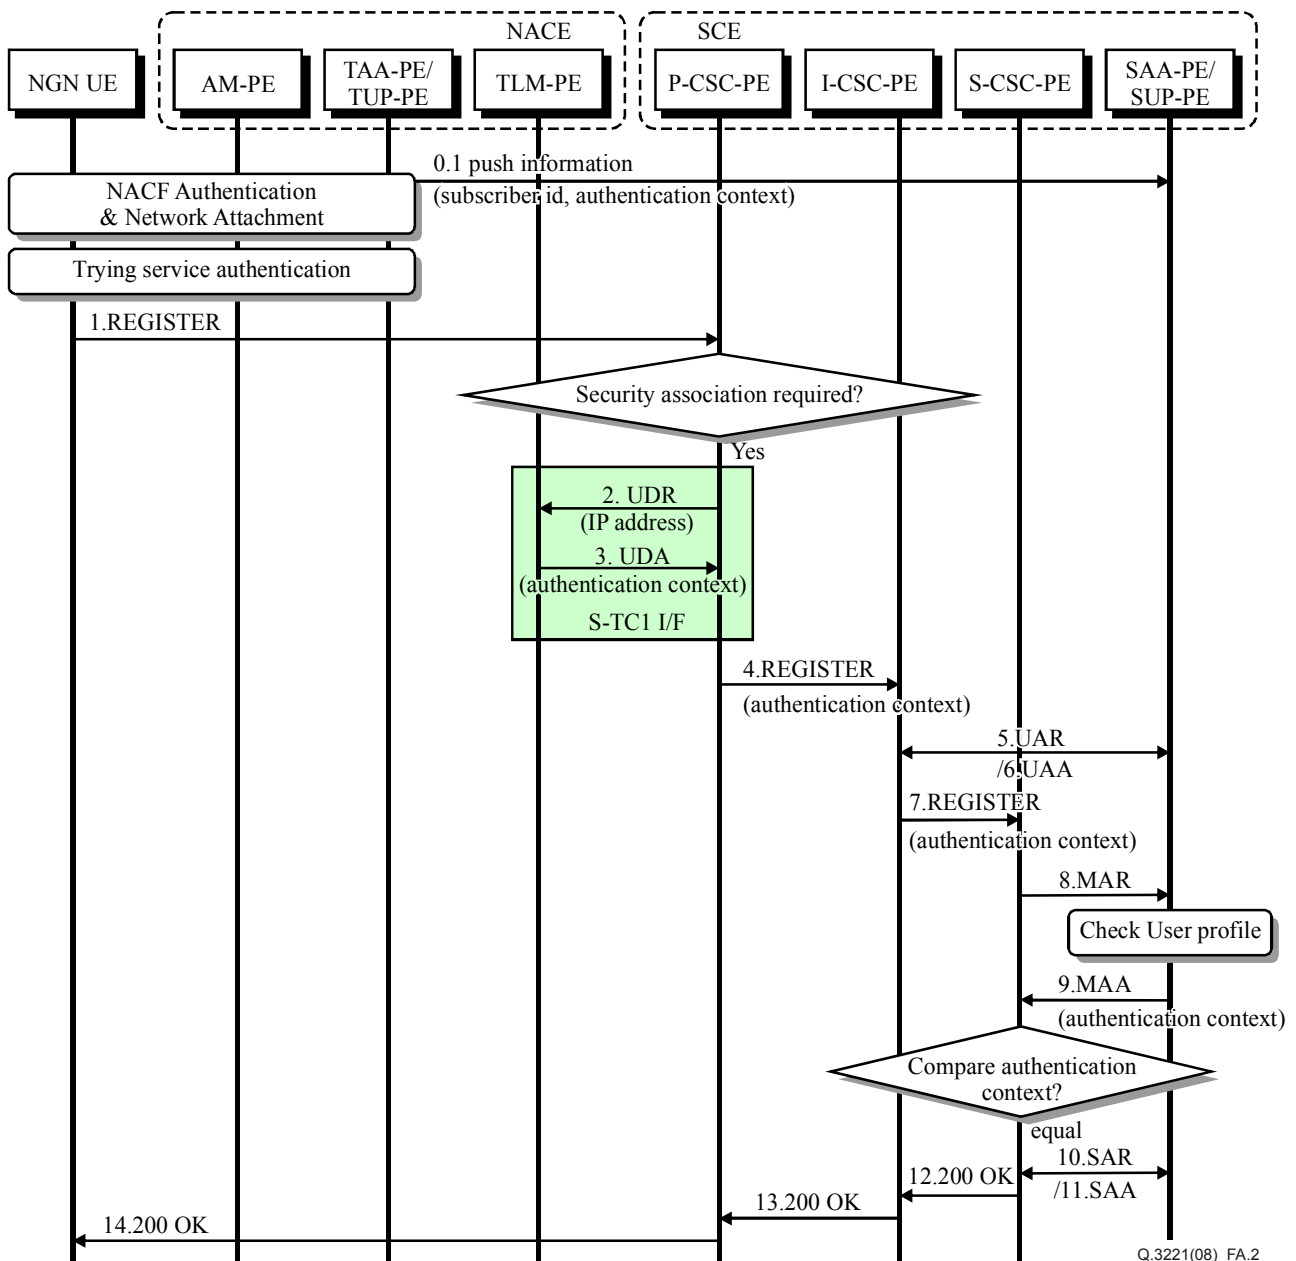 NACE
SCE
NGN UE
AM-PE
TAA-PE/
TUP-PE
TLM-PE
P-CSC-PE
I-CSC-PE
S-CSC-PE
SAA-PE/
SUP-PE
0.1 push information
(subscriber id, authentication context)
NACF Authentication
& Network Attachment
Trying service authentication
1.REGISTER
Security association required?
Yes
2. UDR
(IP address)
3. UDA
(authentication context)
S-TC1 I/F
4.REGISTER
(authentication context)
5.UAR
/6.UAA
7.REGISTER
(authentication context)
8.MAR
Check User profile
9.MAA
(authentication context)
Compare authentication
context?
equal
10.SAR
/11.SAA
12.200 OK
13.200 OK
14.200 OK
Q.3221(08)_FA.2